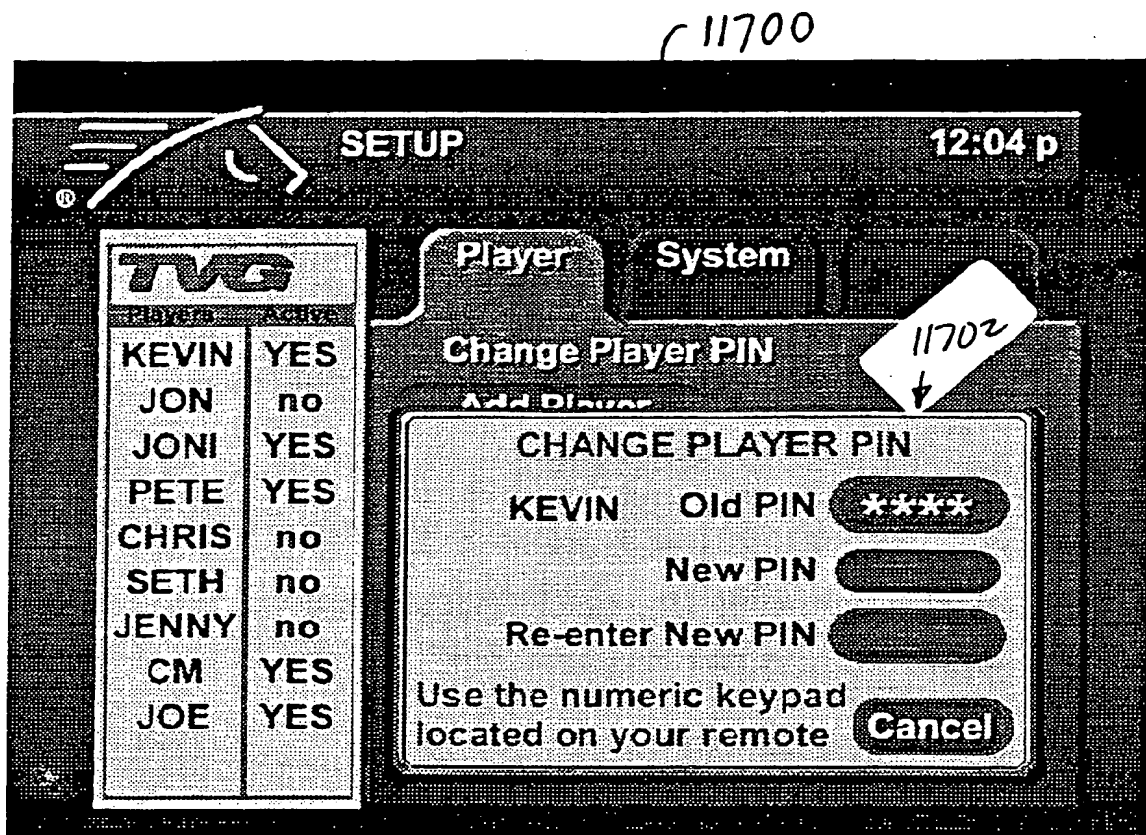 11700
SETUP 12:04 p
®
TVG
Players Active
KEVIN YES
JON no
JONI YES
PETE YES
CHRIS no
SETH no
JENNY no
CM YES
JOE YES
Player System
Change Player PIN
11702
Add Player
CHANGE PLAYER PIN
KEVIN Old PIN ****
New PIN
Re-enter New PIN
Use the numeric keypad
located on your remote
Cancel